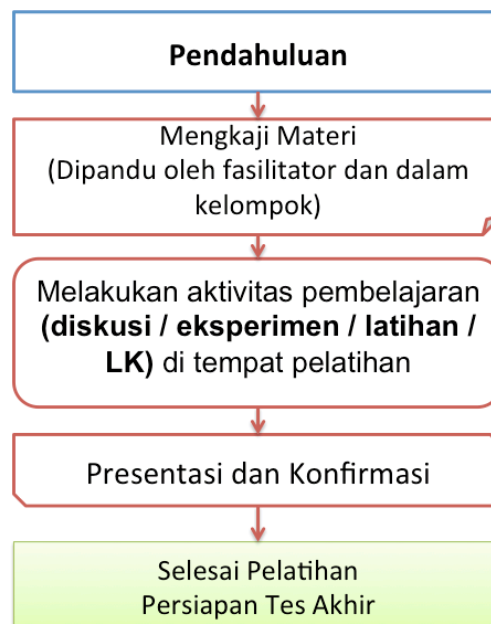 Pendahuluan
Mengkaji Materi
(Dipandu oleh fasilitator dan dalam
kelompok)
Melakukan aktivitas pembelajaran
(diskusi / eksperimen / latihan /
LK) di tempat pelatihan
Presentasi dan Konfirmasi
Selesai Pelatihan
Persiapan Tes Akhir